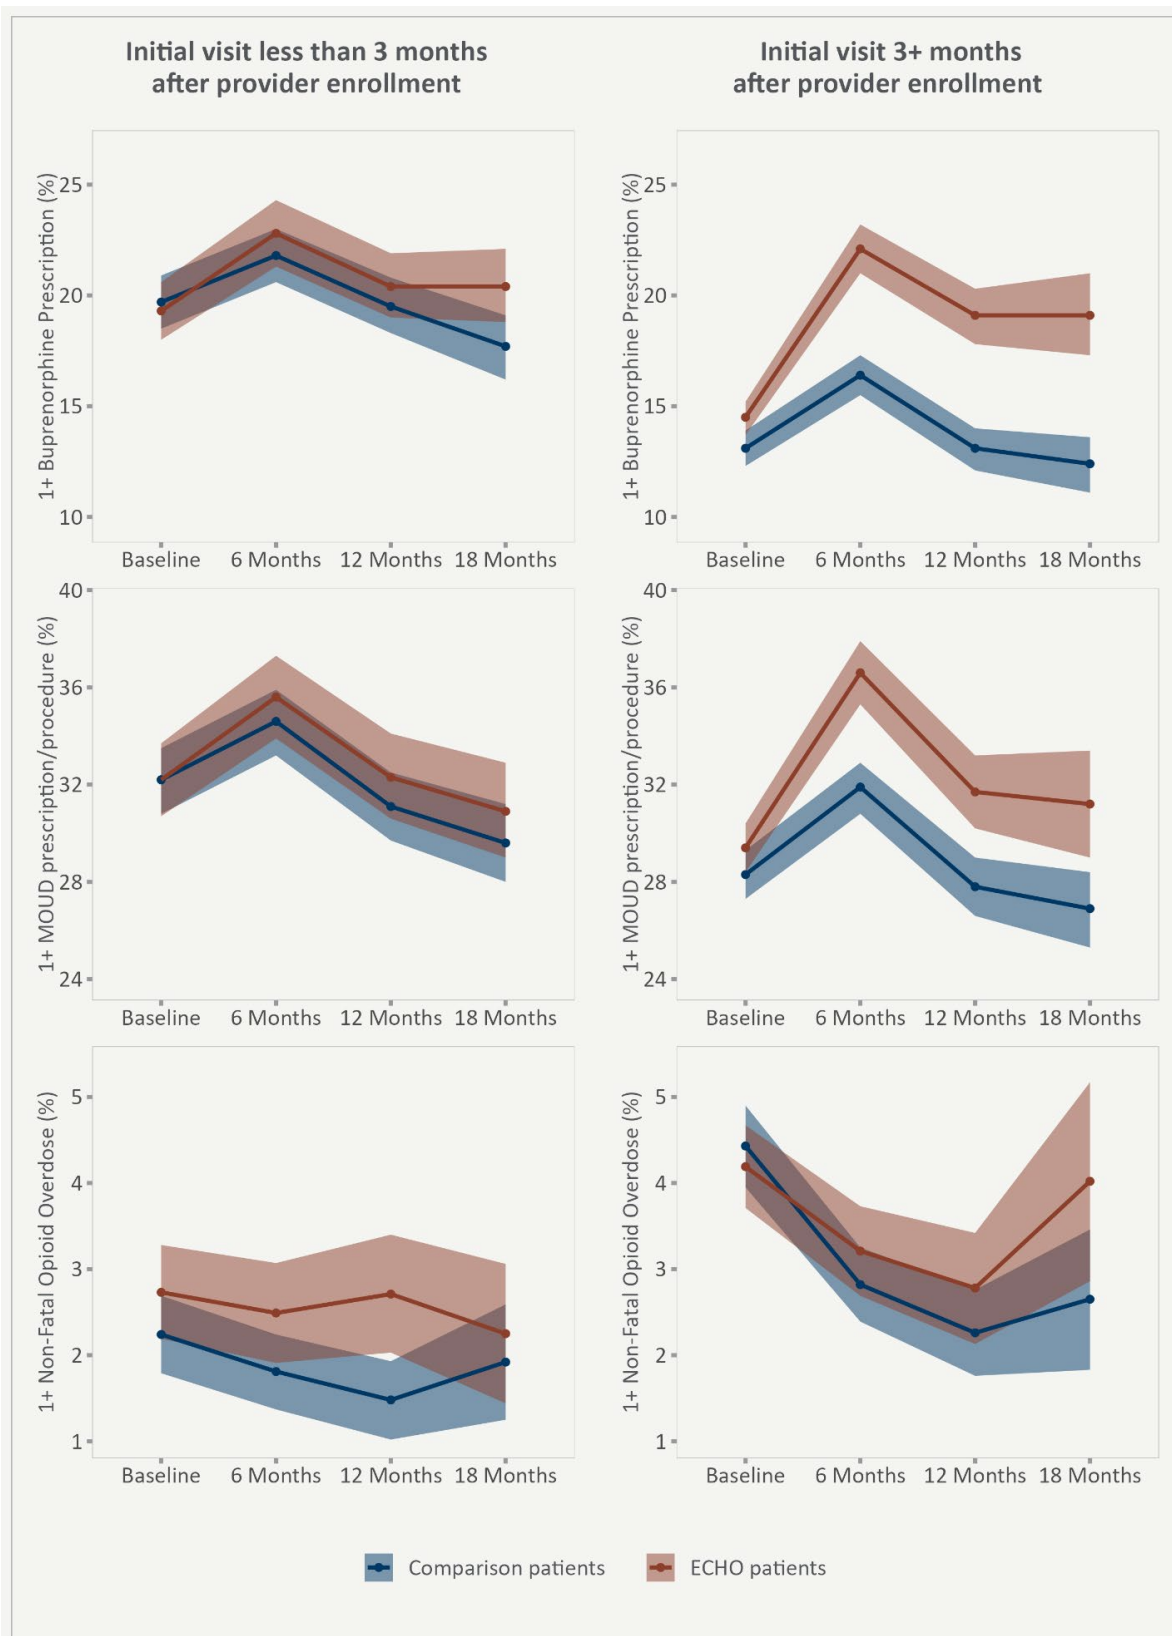 Initial visit less than 3 months
after provider enrollment
Initial visit 3+ months
after provider enrollment
1+ Buprenorphine Prescription (%)
25
20
15
10
Baseline 6 Months 12 Months 18 Months
1+ Buprenorphine Prescription (%)
25
20
15
10
Baseline 6 Months 12 Months 18 Months
1+ MOUD prescription/procedure (%)
40
36
32
28
24
Baseline 6 Months 12 Months 18 Months
1+ MOUD prescription/procedure (%)
40
36
32
28
24
Baseline 6 Months 12 Months 18 Months
1+ Non-Fatal Opioid Overdose (%)
5
4
3
2
1
Baseline 6 Months 12 Months 18 Months
1+ Non-Fatal Opioid Overdose (%)
5
4
3
2
1
Baseline 6 Months 12 Months 18 Months
Comparison patients
ECHO patients